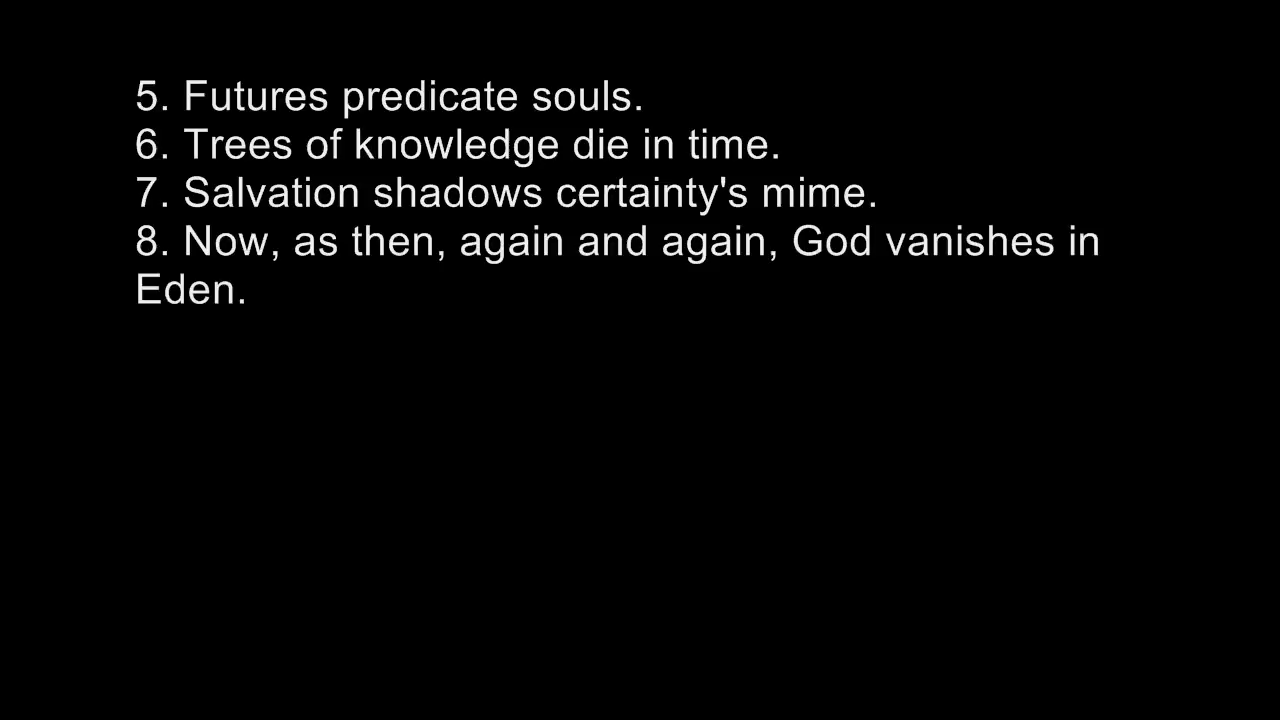 5. Futures predicate souls.
6. Trees of knowledge die in time.
7. Salvation shadows certainty's mime.
8. Now, as then, again and again, God vanishes in
Eden.